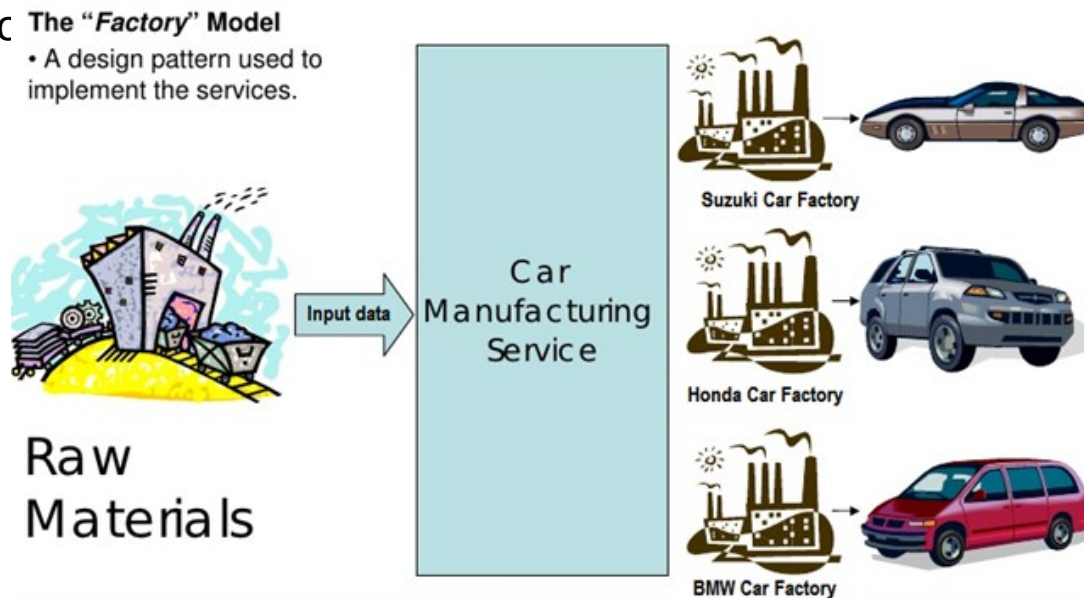 The “Factory” Model
• A design pattern used to
implement the services.
Raw
Materials
Input data
Car
Manufacturing
Service
Suzuki Car Factory
Honda Car Factory
BMW Car Factory